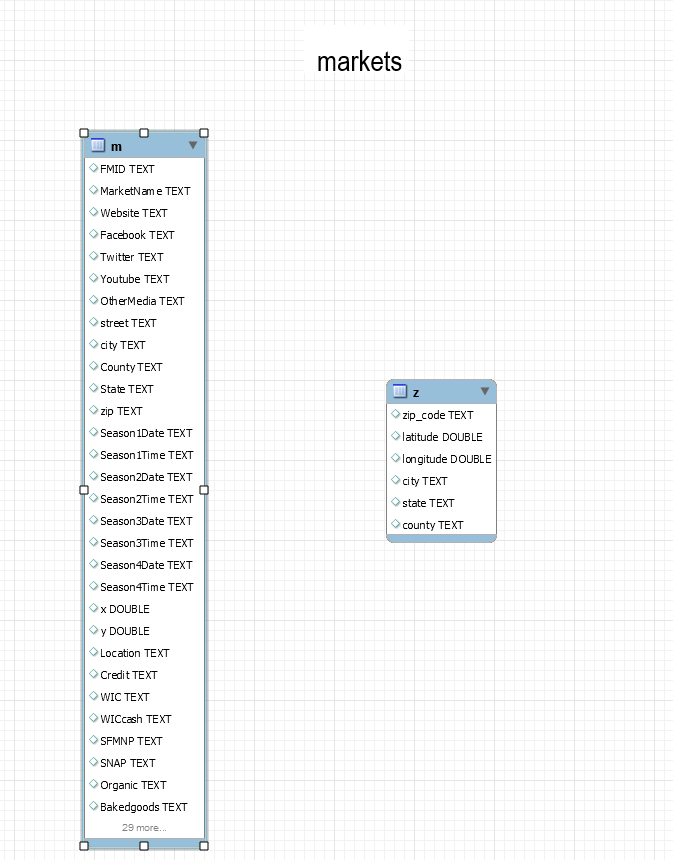 markets
m
FMID TEXT
MarketName TEXT
Website TEXT
Facebook TEXT
Twitter TEXT
Youtube TEXT
OtherMedia TEXT
street TEXT
city TEXT
County TEXT
State TEXT
zip TEXT
Season1Date TEXT
Season1Time TEXT
Season2Date TEXT
Season2Time TEXT
Season3Date TEXT
Season3Time TEXT
Season4Date TEXT
Season4Time TEXT
x DOUBLE
y DOUBLE
Location TEXT
Credit TEXT
WIC TEXT
WICcash TEXT
SFMNP TEXT
SNAP TEXT
Organic TEXT
Bakedgoods TEXT
29 more...
z
zip_code TEXT
latitude DOUBLE
longitude DOUBLE
city TEXT
state TEXT
county TEXT